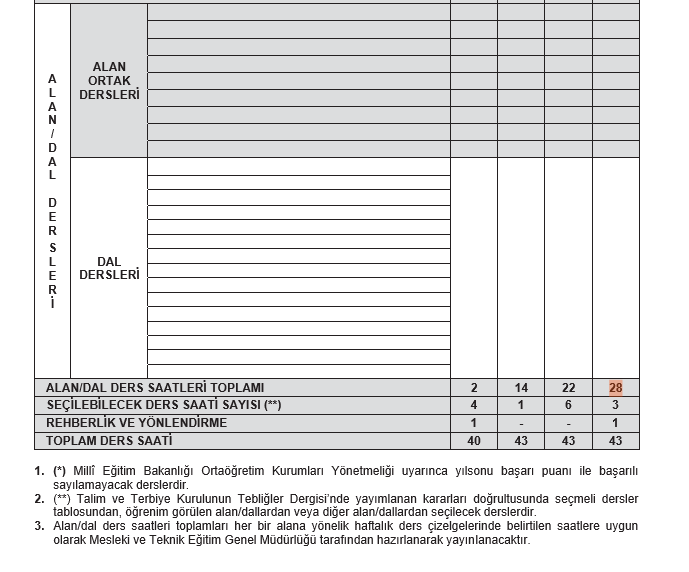 ALAN/DAL DERSLERİ
ALAN
ORTAK
DERSLERİ
DAL
DERSLERİ
ALAN/DAL DERS SAATLERİ TOPLAMI 2 14 22 28
SEÇİLEBİLECEK DERS SAATİ SAYISI (**) 4 1 6 3
REHBERLİK VE YÖNLENDİRME 1 - - 1
TOPLAM DERS SAATİ 40 43 43 43
1. (*) Millî Eğitim Bakanlığı Ortaöğretim Kurumları Yönetmeliği uyarınca yılsonu başarı puanı ile başarılı
sayılamayacak derslerdir.
2. (**) Talim ve Terbiye Kurulunun Tebliğler Dergisi’nde yayımlanan kararları doğrultusunda seçmeli dersler
tablosundan, öğrenim görülen alan/dallardan veya diğer alan/dallardan seçilecek derslerdir.
3. Alan/dal ders saatleri toplamları her bir alana yönelik haftalık ders çizelgelerinde belirtilen saatlere uygun
olarak Mesleki ve Teknik Eğitim Genel Müdürlüğü tarafından hazırlanarak yayınlanacaktır.